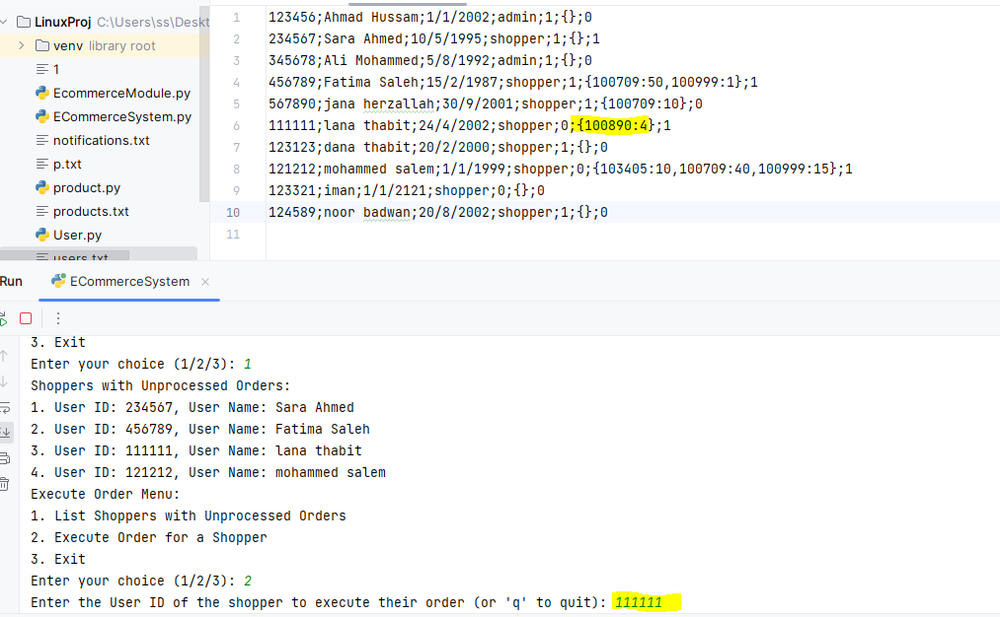 LinuxProj C:\Users\ss\Deskt
venv library root
1
EcommerceModule.py
ECommerceSystem.py
notifications.txt
p.txt
product.py
products.txt
User.py
users.txt
1 123456;Ahmad Hussam;1/1/2002;admin;1;{};0
2 234567;Sara Ahmed;10/5/1995;shopper;1;{};1
3 345678;Ali Mohammed;5/8/1992;admin;1;{};0
4 456789;Fatima Saleh;15/2/1987;shopper;1;{100709:50,100999:1};1
5 567890;jana herzallah;30/9/2001;shopper;1;{100709:10};0
6 111111;lana thabit;24/4/2002;shopper;0;{100890:4};1
7 123123;dana thabit;20/2/2000;shopper;1;{};0
8 121212;mohammed salem;1/1/1999;shopper;0;{103405:10,100709:40,100999:15};1
9 123321;iman;1/1/2121;shopper;0;{};0
10 124589;noor badwan;20/8/2002;shopper;1;{};0
11
Run ECommerceSystem
3. Exit
Enter your choice (1/2/3): 1
Shoppers with Unprocessed Orders:
1. User ID: 234567, User Name: Sara Ahmed
2. User ID: 456789, User Name: Fatima Saleh
3. User ID: 111111, User Name: lana thabit
4. User ID: 121212, User Name: mohammed salem
Execute Order Menu:
1. List Shoppers with Unprocessed Orders
2. Execute Order for a Shopper
3. Exit
Enter your choice (1/2/3): 2
Enter the User ID of the shopper to execute their order (or 'q' to quit): 111111